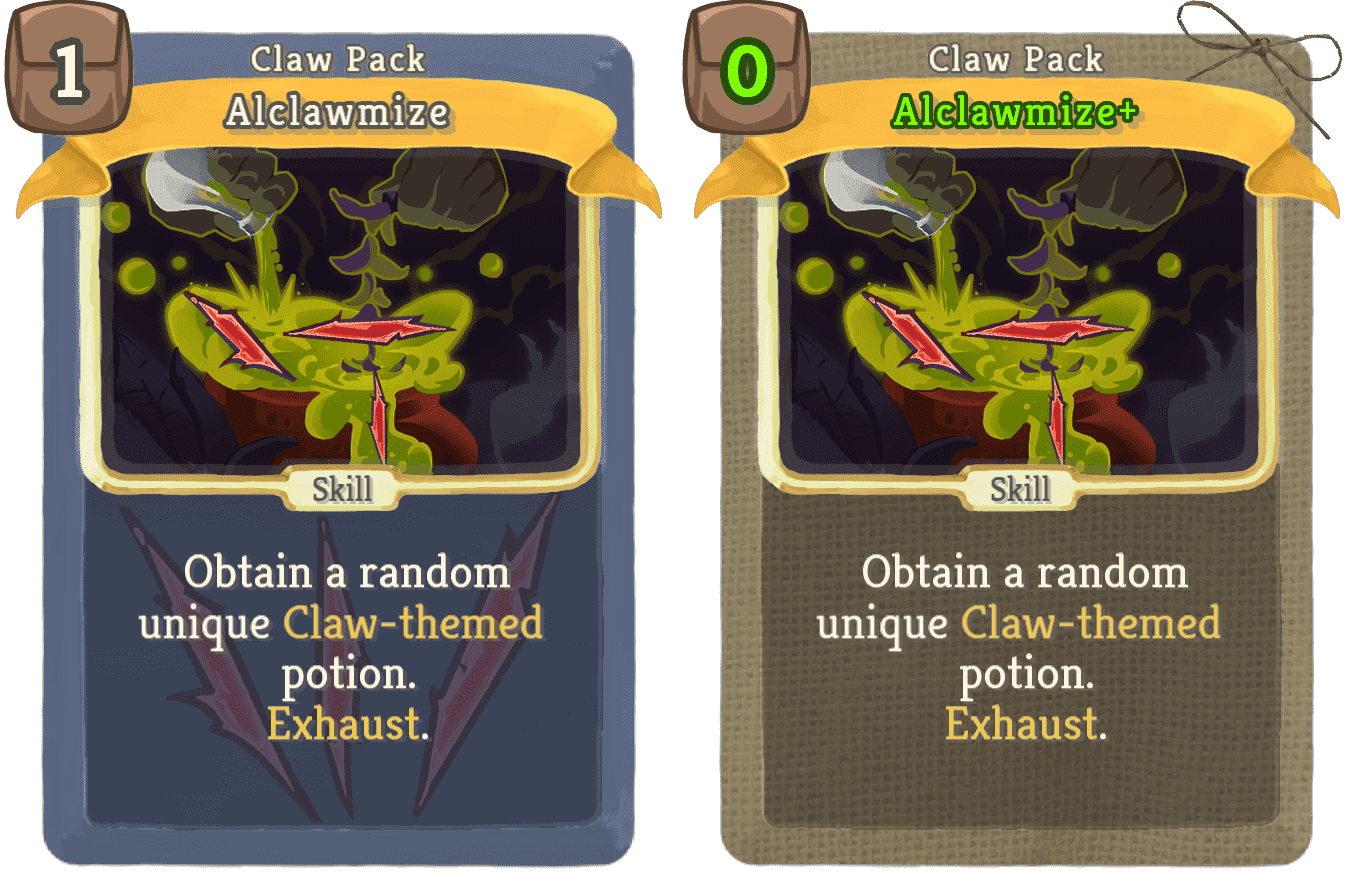 1
Claw Pack
Alclawmize
Skill
Obtain a random
unique Claw-themed
potion.
Exhaust.
0
Claw Pack
Alclawmize+
Skill
Obtain a random
unique Claw-themed
potion.
Exhaust.